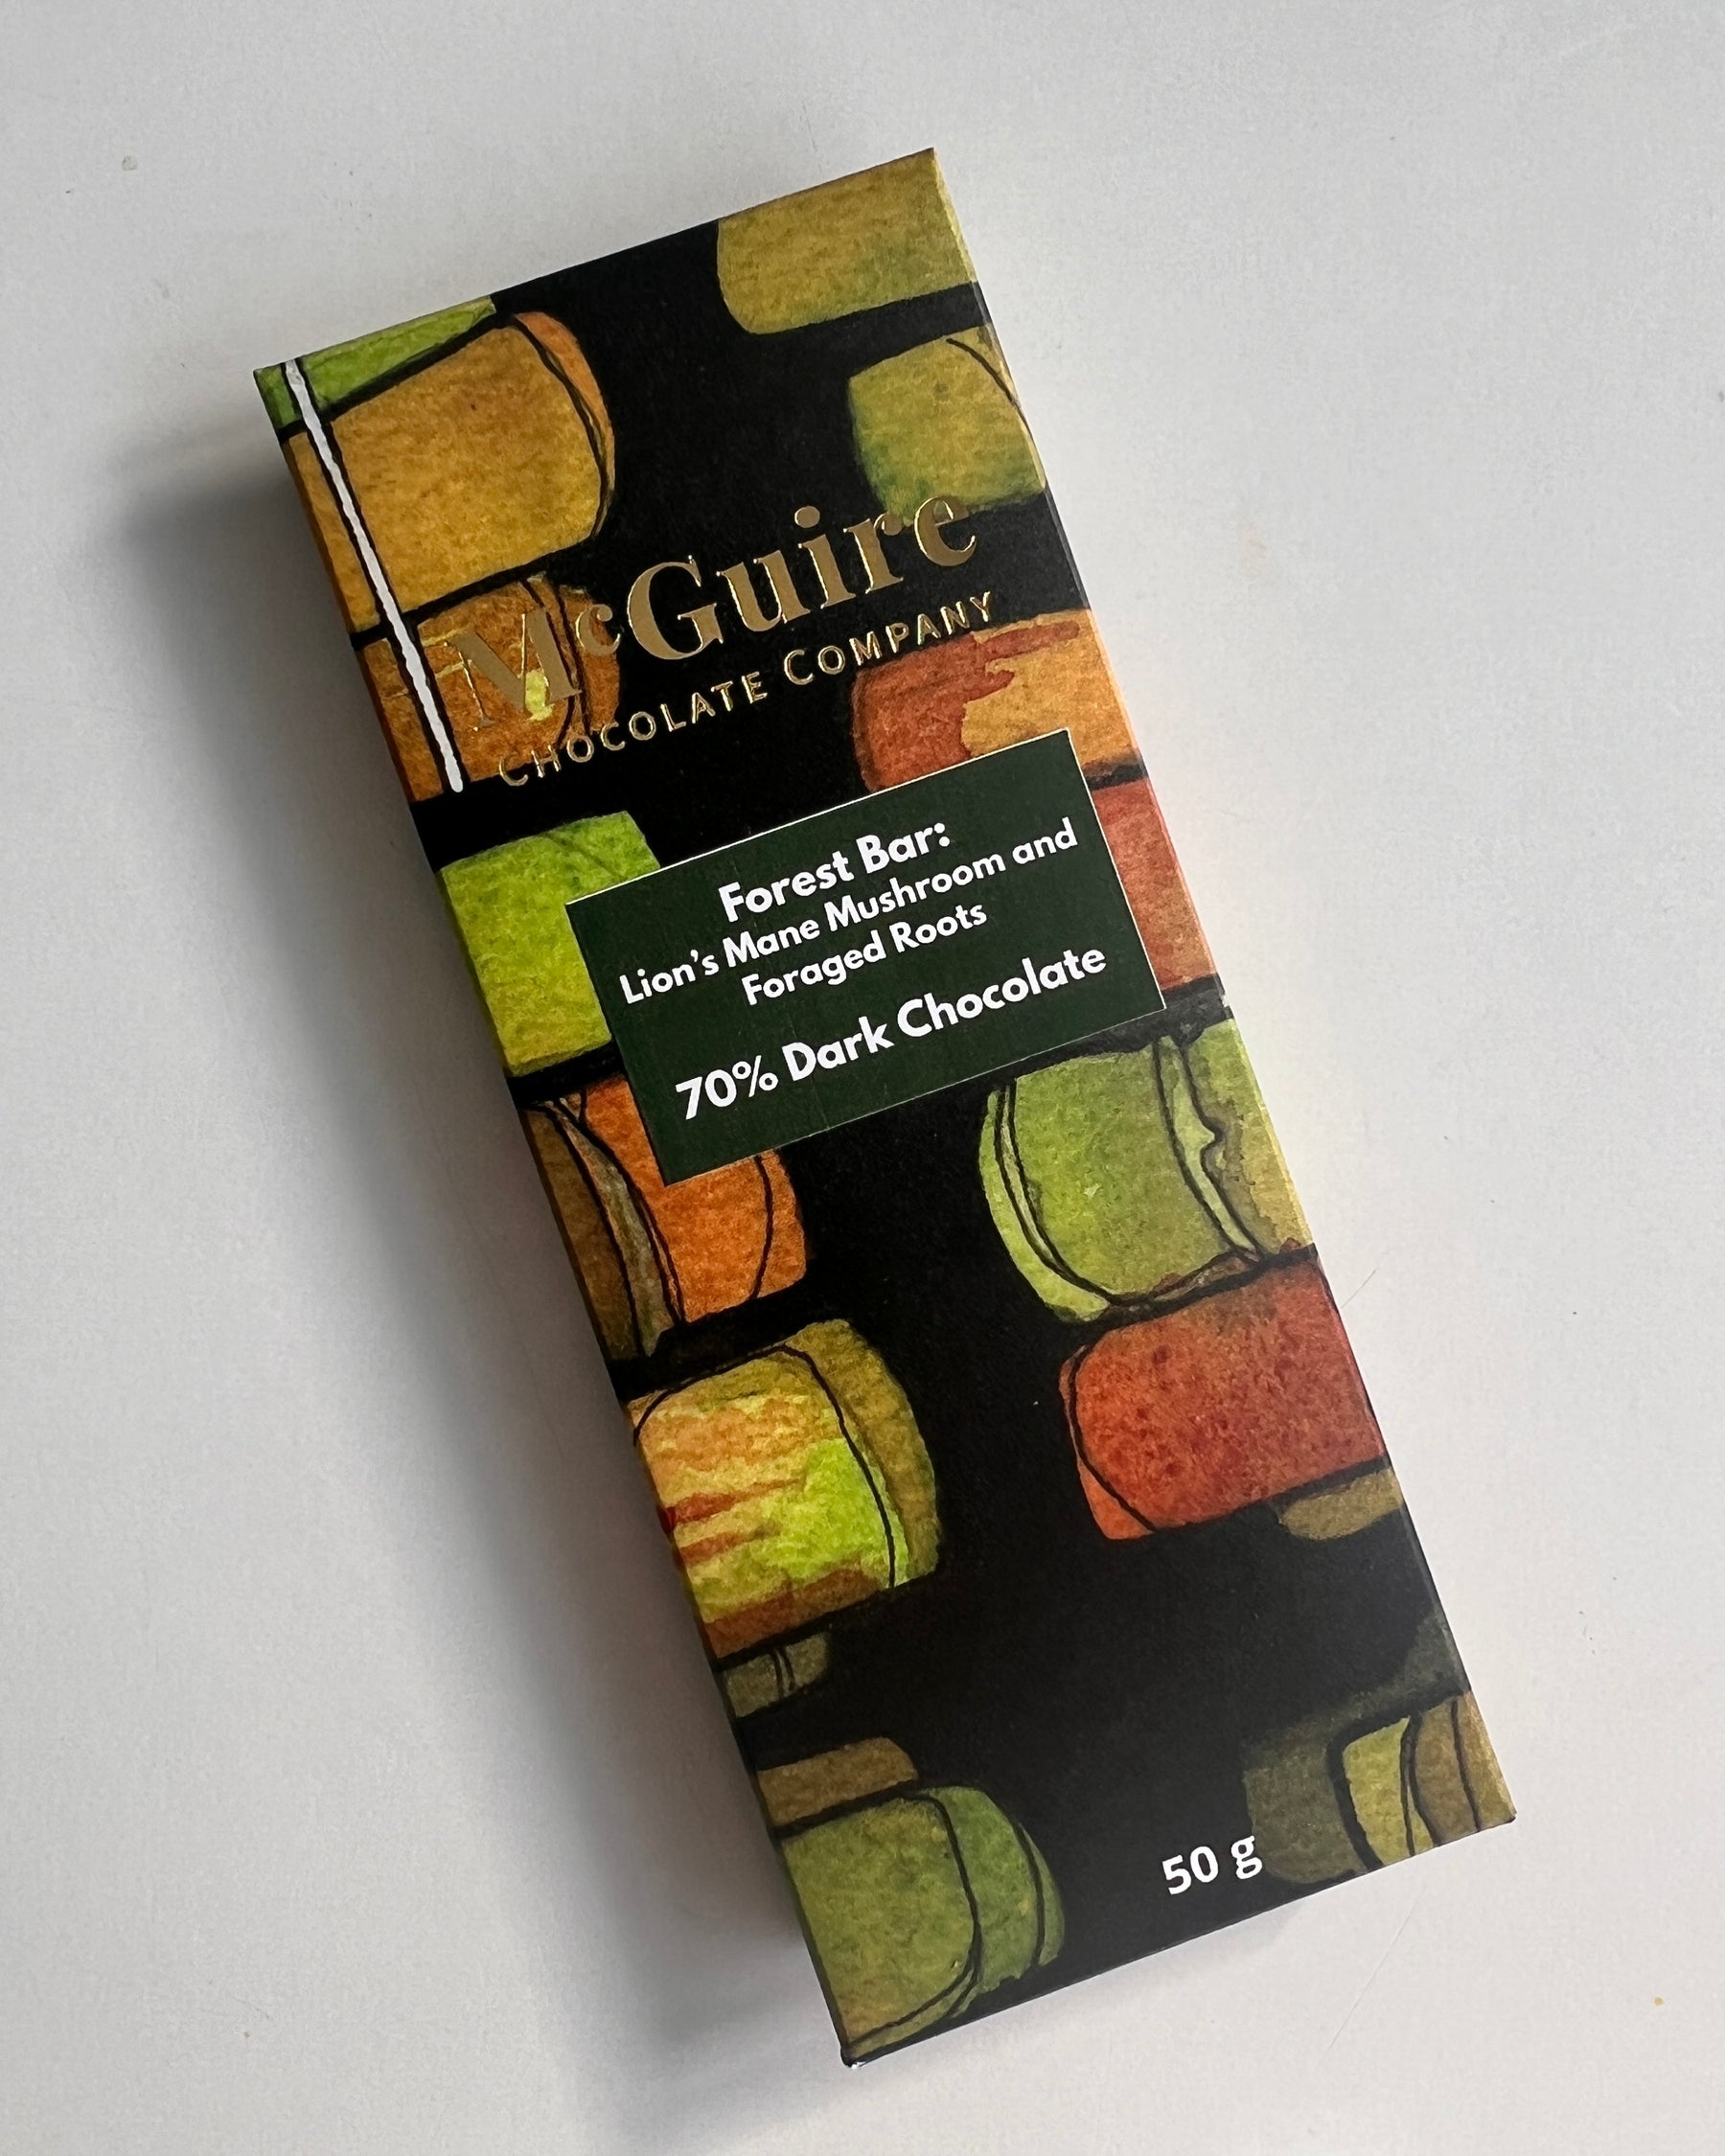 McGuire
CHOCOLATE COMPANY
Forest Bar:
Lion's Mane Mushroom and
Foraged Roots
70% Dark Chocolate
50 g